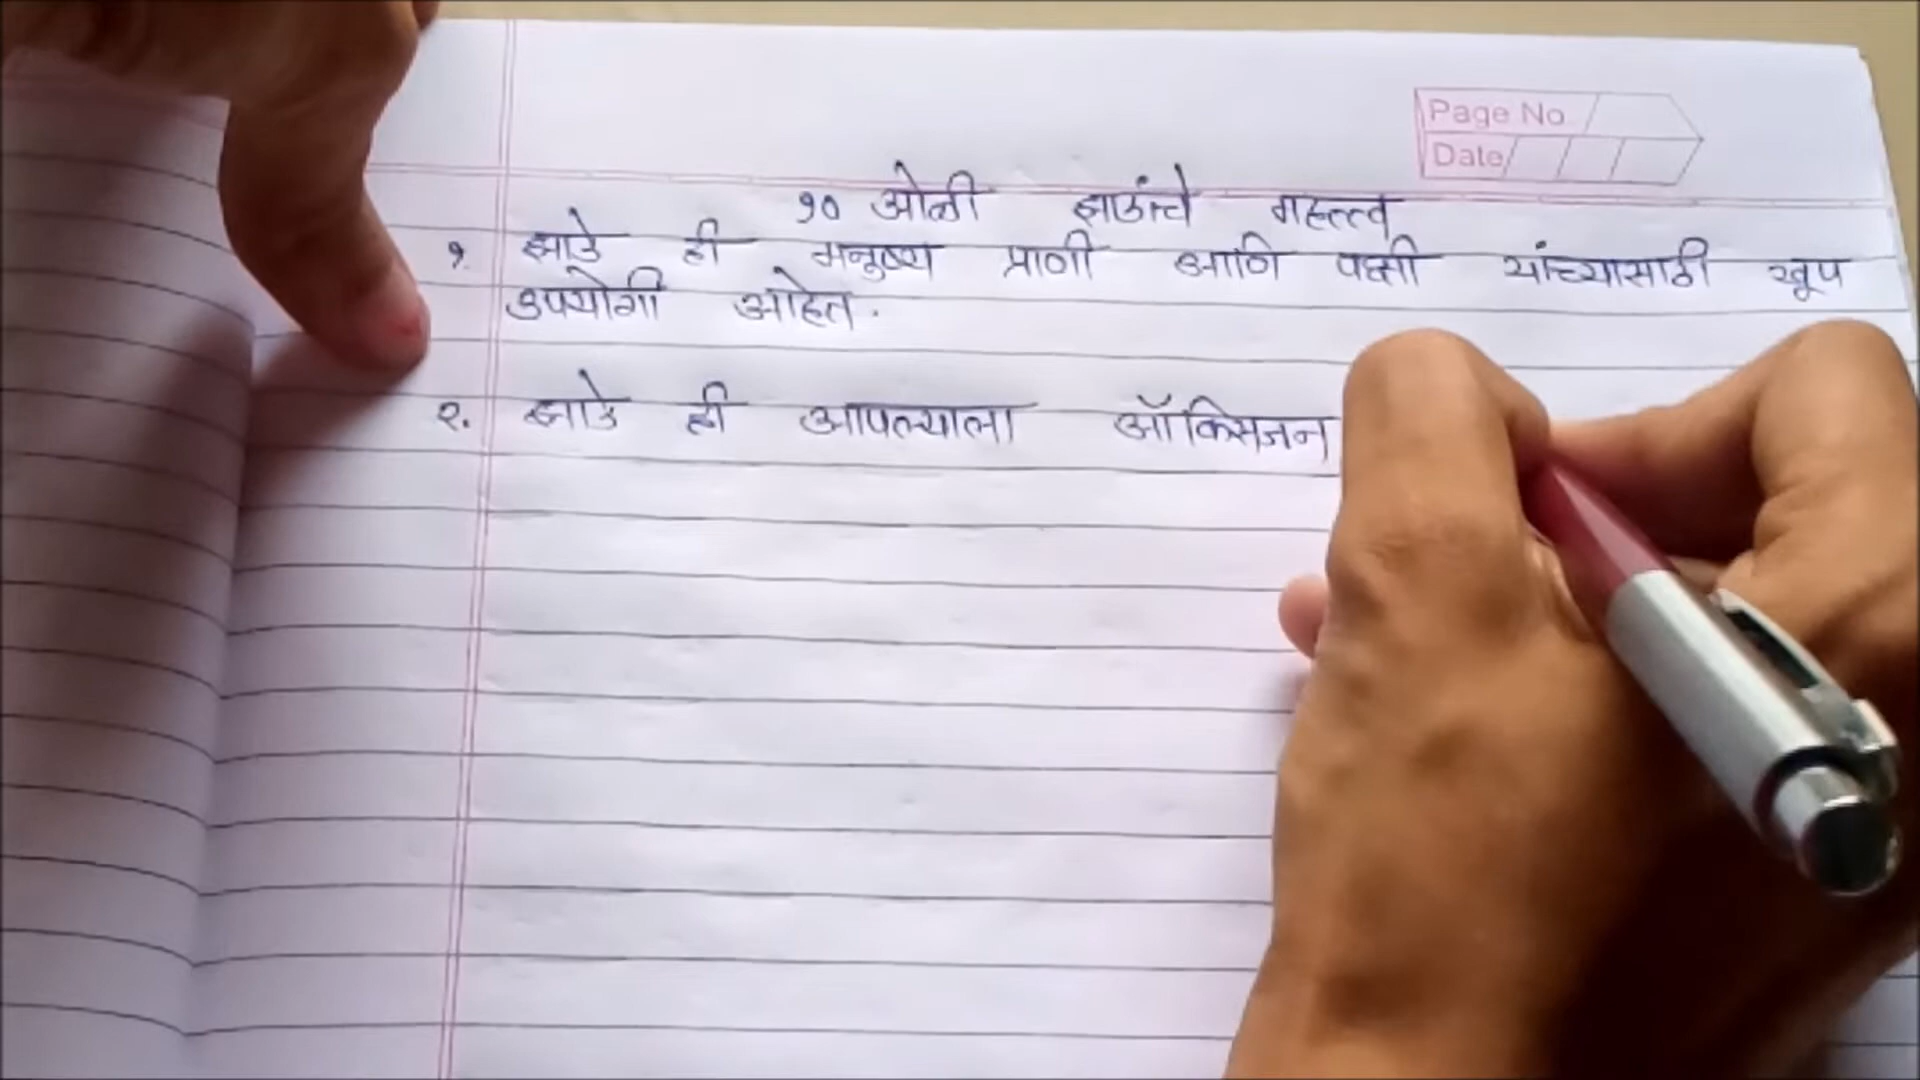 Page No
Date
१० ओळी झाडांचे महत्त्व
१. झाडे ही मनुष्य प्राणी आणि पक्षी यांच्यासाठी खूप
उपयोगी आहेत.
२. झाडे ही आपल्याला ऑक्सिजन